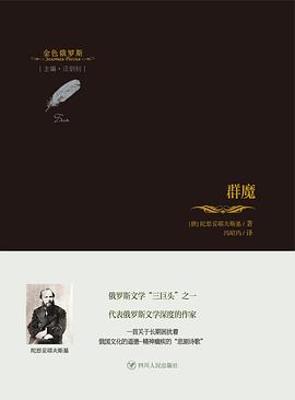 金色俄罗斯
[主编·汪剑钊]
群魔
[俄] 陀思妥耶夫斯基 / 著
冯昭玙 / 译
俄罗斯文学“三巨头”之一
代表俄罗斯文学深度的作家
一首关于长期困扰着
俄国文化的道德-精神瘫痪的“悲剧诗歌”
陀思妥耶夫斯基
四川人民出版社